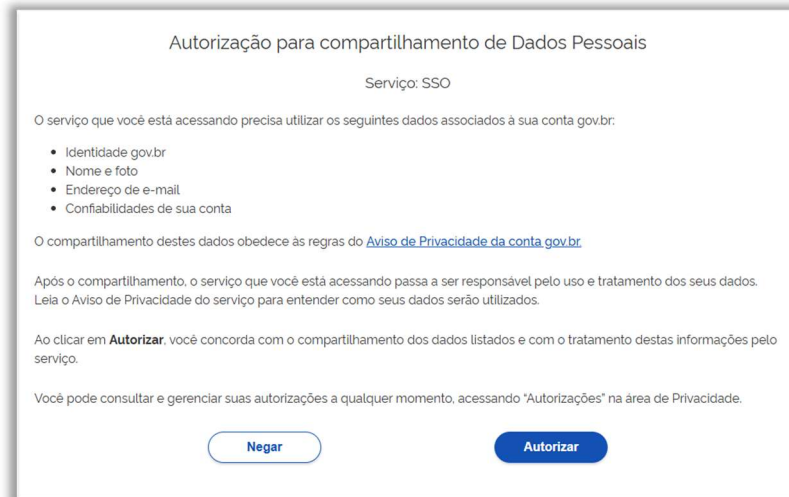 Autorização para compartilhamento de Dados Pessoais
Serviço: SSO
O serviço que você está acessando precisa utilizar os seguintes dados associados à sua conta gov.br:
• Identidade gov.br
• Nome e foto
• Endereço de e-mail
• Confiabilidades de sua conta
O compartilhamento destes dados obedece às regras do Aviso de Privacidade da conta gov.br.
Após o compartilhamento, o serviço que você está acessando passa a ser responsável pelo uso e tratamento dos seus dados.
Leia o Aviso de Privacidade do serviço para entender como seus dados serão utilizados.
Ao clicar em Autorizar, você concorda com o compartilhamento dos dados listados e com o tratamento destas informações pelo
serviço.
Você pode consultar e gerenciar suas autorizações a qualquer momento, acessando “Autorizações” na área de Privacidade.
Negar
Autorizar